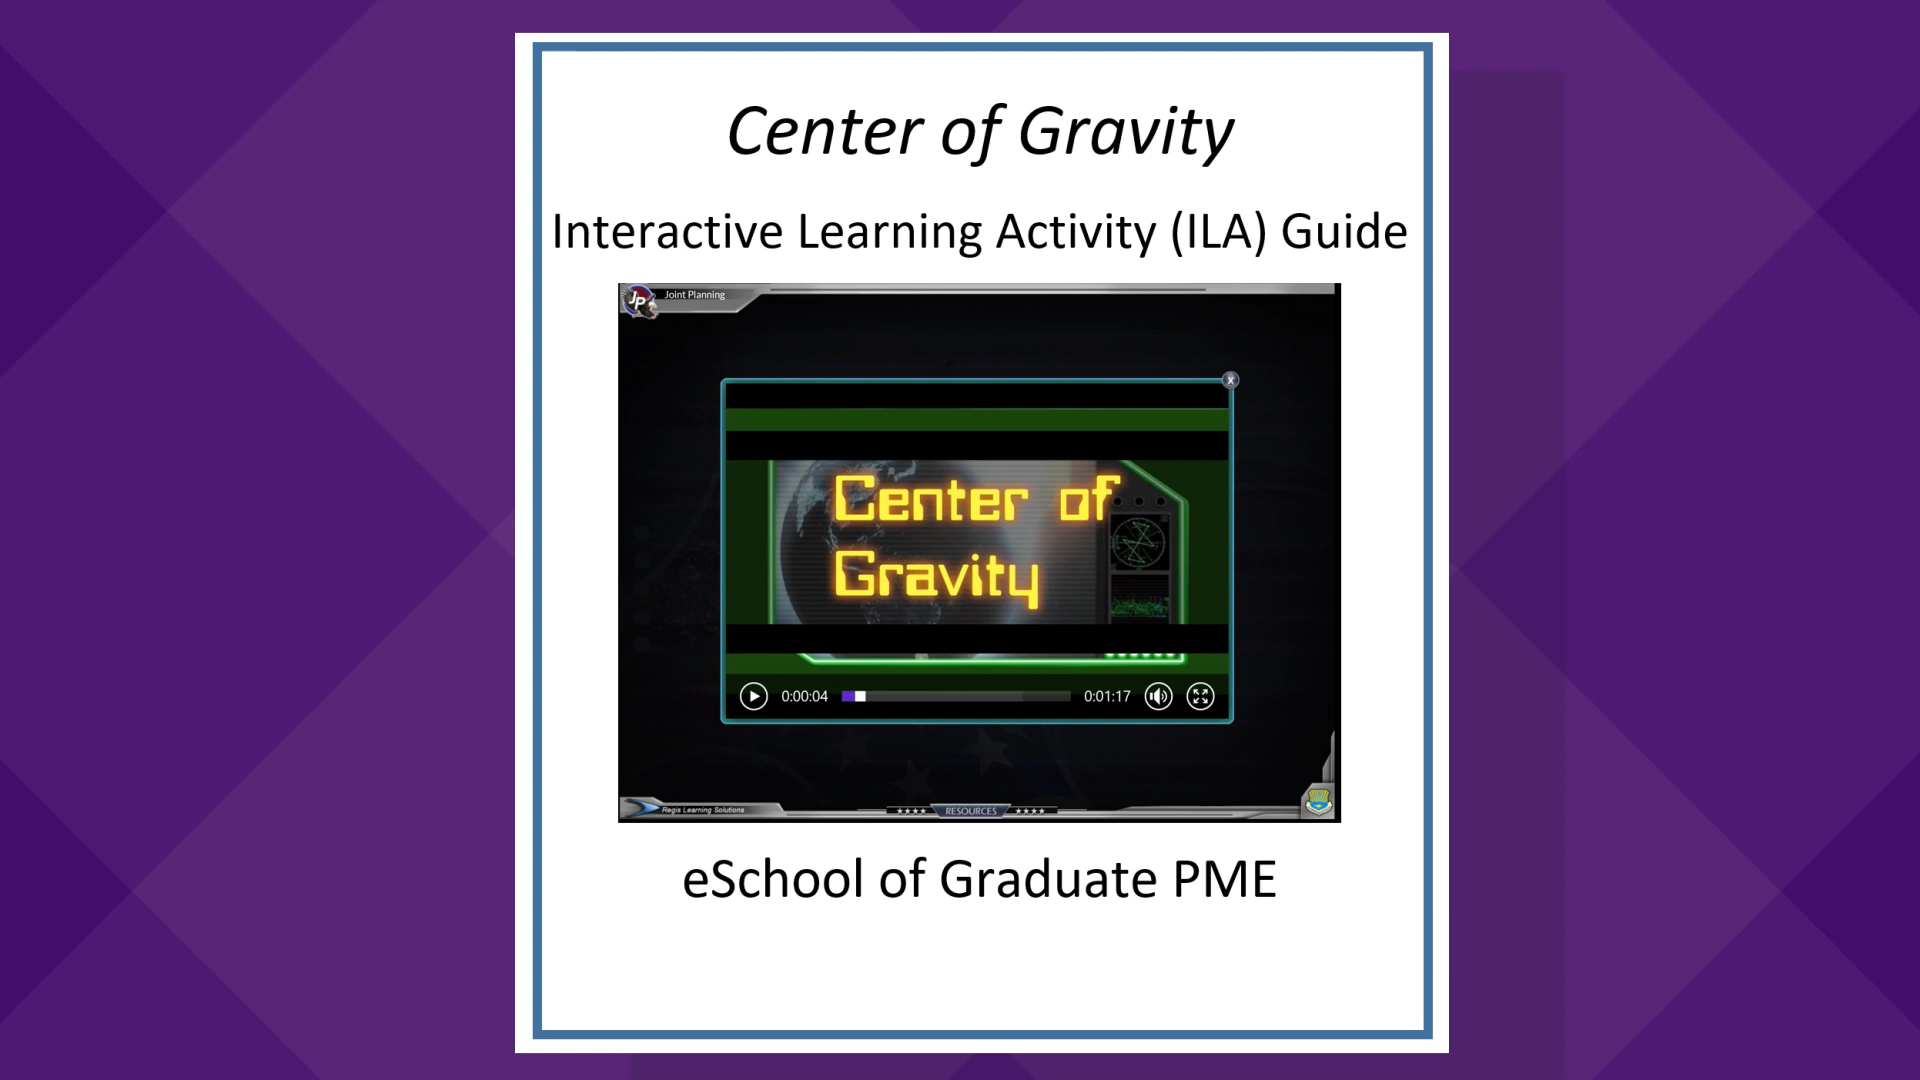 Center of Gravity
Interactive Learning Activity (ILA) Guide
JP
Joint Planning
x
Center of
Gravity
0:00:04
0:01:17
Regis Learning Solutions
RESOURCES
eSchool of Graduate PME